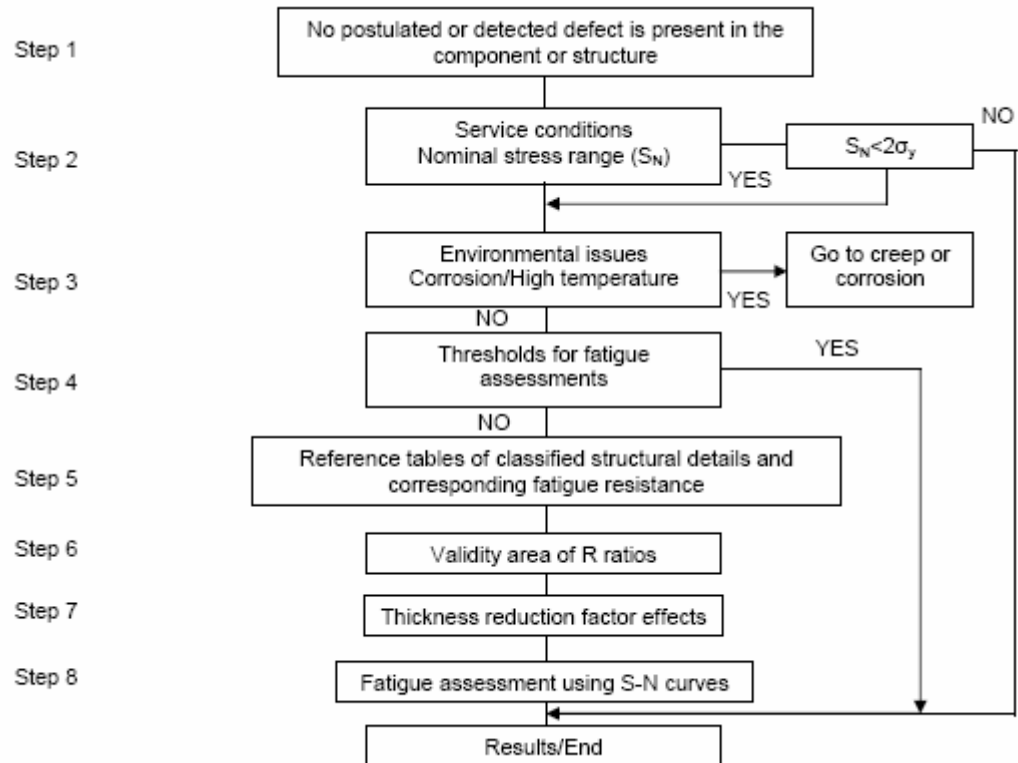 Step 1
No postulated or detected defect is present in the
component or structure
Step 2
Service conditions
Nominal stress range (S_N)
S_N<2σ_y
NO
YES
Step 3
Environmental issues
Corrosion/High temperature
YES
Go to creep or
corrosion
NO
Step 4
Thresholds for fatigue
assessments
YES
NO
Step 5
Reference tables of classified structural details and
corresponding fatigue resistance
Step 6
Validity area of R ratios
Step 7
Thickness reduction factor effects
Step 8
Fatigue assessment using S-N curves
Results/End